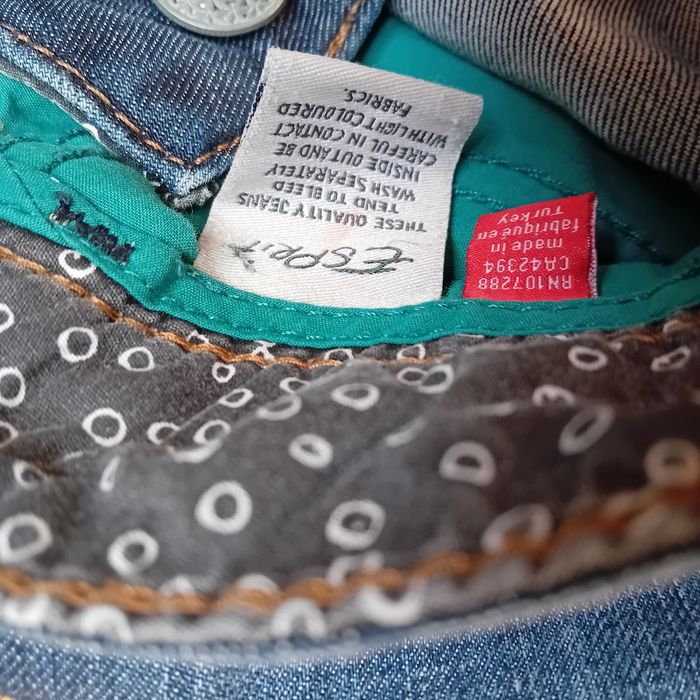 ESPRIT
THESE QUALITY JEANS
TEND TO BLEED
WASH SEPARATELY
INSIDE OUT AND BE
CAREFUL IN CONTACT
WITH LIGHT COLOURED
FABRICS.
RN107288
CA42394
made in
fabriqué en
Turkey